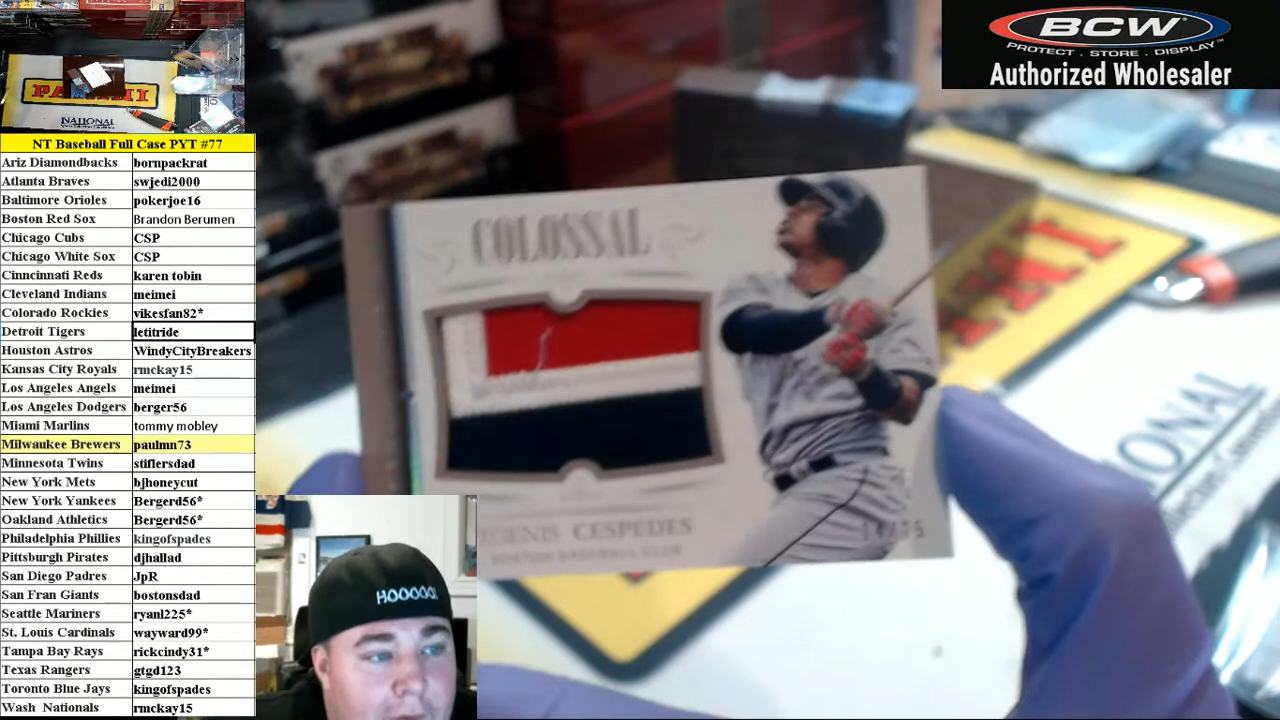 PANINI
NATIONAL
NT Baseball Full Case PYT #77
Ariz Diamondbacks bornpackrat
Atlanta Braves swjedi2000
Baltimore Orioles pokerjoe16
Boston Red Sox Brandon Berumen
Chicago Cubs CSP
Chicago White Sox CSP
Cinncinnati Reds karen tobin
Cleveland Indians meimei
Colorado Rockies vikesfan82*
Detroit Tigers letitride
Houston Astros WindyCityBreakers
Kansas City Royals rmckay15
Los Angeles Angels meimei
Los Angeles Dodgers berger56
Miami Marlins tommy mobley
Milwaukee Brewers paulmn73
Minnesota Twins stiflersdad
New York Mets bjhoneycut
New York Yankees Bergerd56*
Oakland Athletics Bergerd56*
Philadelphia Phillies kingofspades
Pittsburgh Pirates djhallad
San Diego Padres JpR
San Fran Giants bostonsdad
Seattle Mariners ryanl225*
St. Louis Cardinals wayward99*
Tampa Bay Rays rickcindy31*
Texas Rangers gtgd123
Toronto Blue Jays kingofspades
Wash Nationals rmckay15
BCW
PROTECT . STORE . DISPLAY
Authorized Wholesaler
COLOSSAL
CESPEDES
BOSTON BASEBALL CLUB